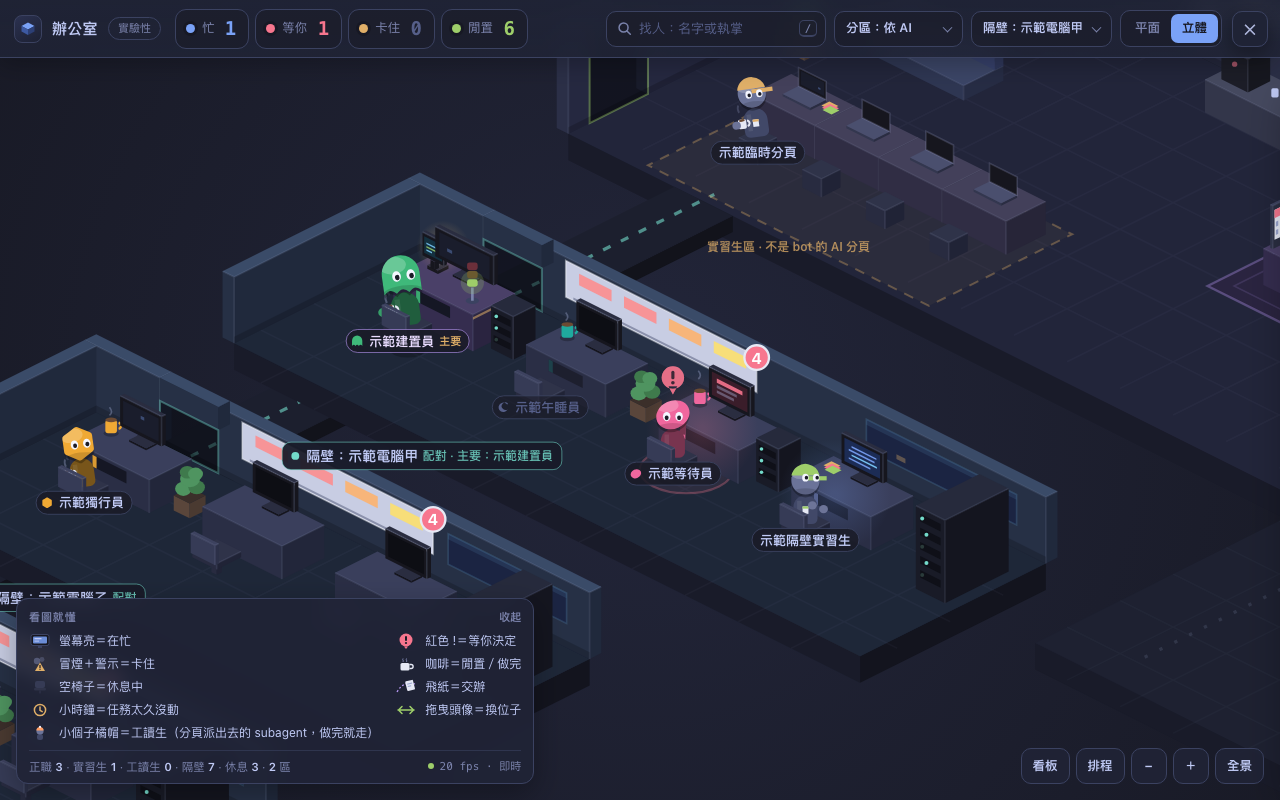 辦公室 實驗性 忙 1 等你 1 卡住 0 閒置 6 找人：名字或執掌 / 分區：依 AI 隔壁：示範電腦甲 平面 立體
示範臨時分頁
實習生區 · 不是 bot 的 AI 分頁
示範建置員 主要
4
示範午睡員
隔壁：示範電腦甲 配對 · 主要：示範建置員
示範等待員
示範獨行員
4
示範隔壁實習生
隔壁：示範電腦乙 配對
看圖就懂 收起
螢幕亮＝在忙 紅色！＝等你決定
冒煙＋警示＝卡住 咖啡＝閒置 / 做完
空椅子＝休息中 飛紙＝交辦
小時鐘＝任務太久沒動 拖曳頭像＝換位子
小個子橘帽＝工讀生（分頁派出去的 subagent，做完就走）
正職 3 · 實習生 1 · 工讀生 0 · 隔壁 7 · 休息 3 · 2 區 20 fps · 即時
看板 排程 − + 全景